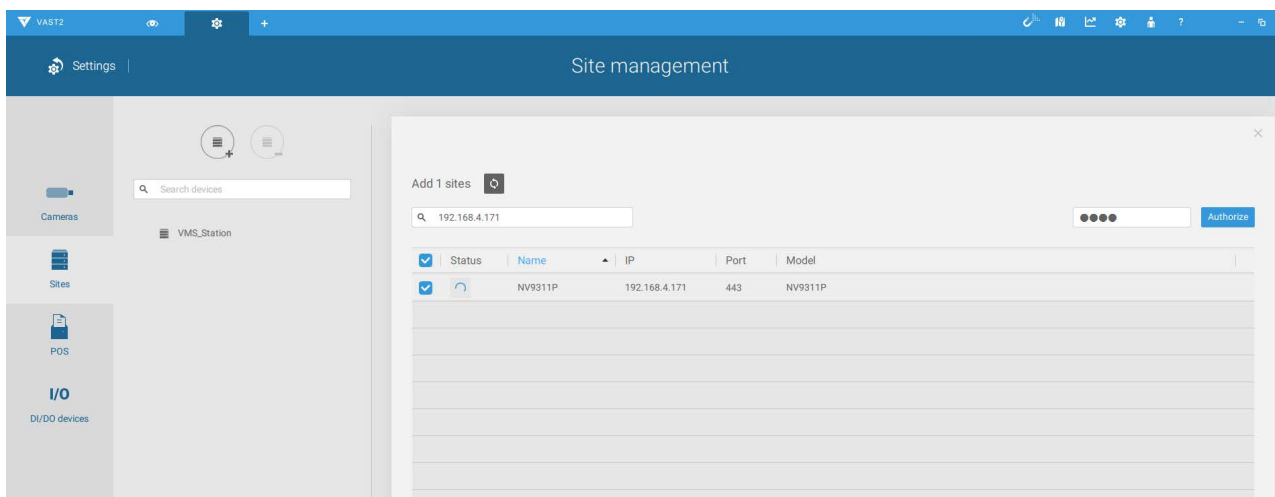 VAST2
+
?
Settings
Site management
Add 1 sites
Search devices
192.168.4.171
Authorize
Cameras
VMS_Station
Status Name IP Port Model
NV9311P 192.168.4.171 443 NV9311P
Sites
POS
I/O
DI/DO devices